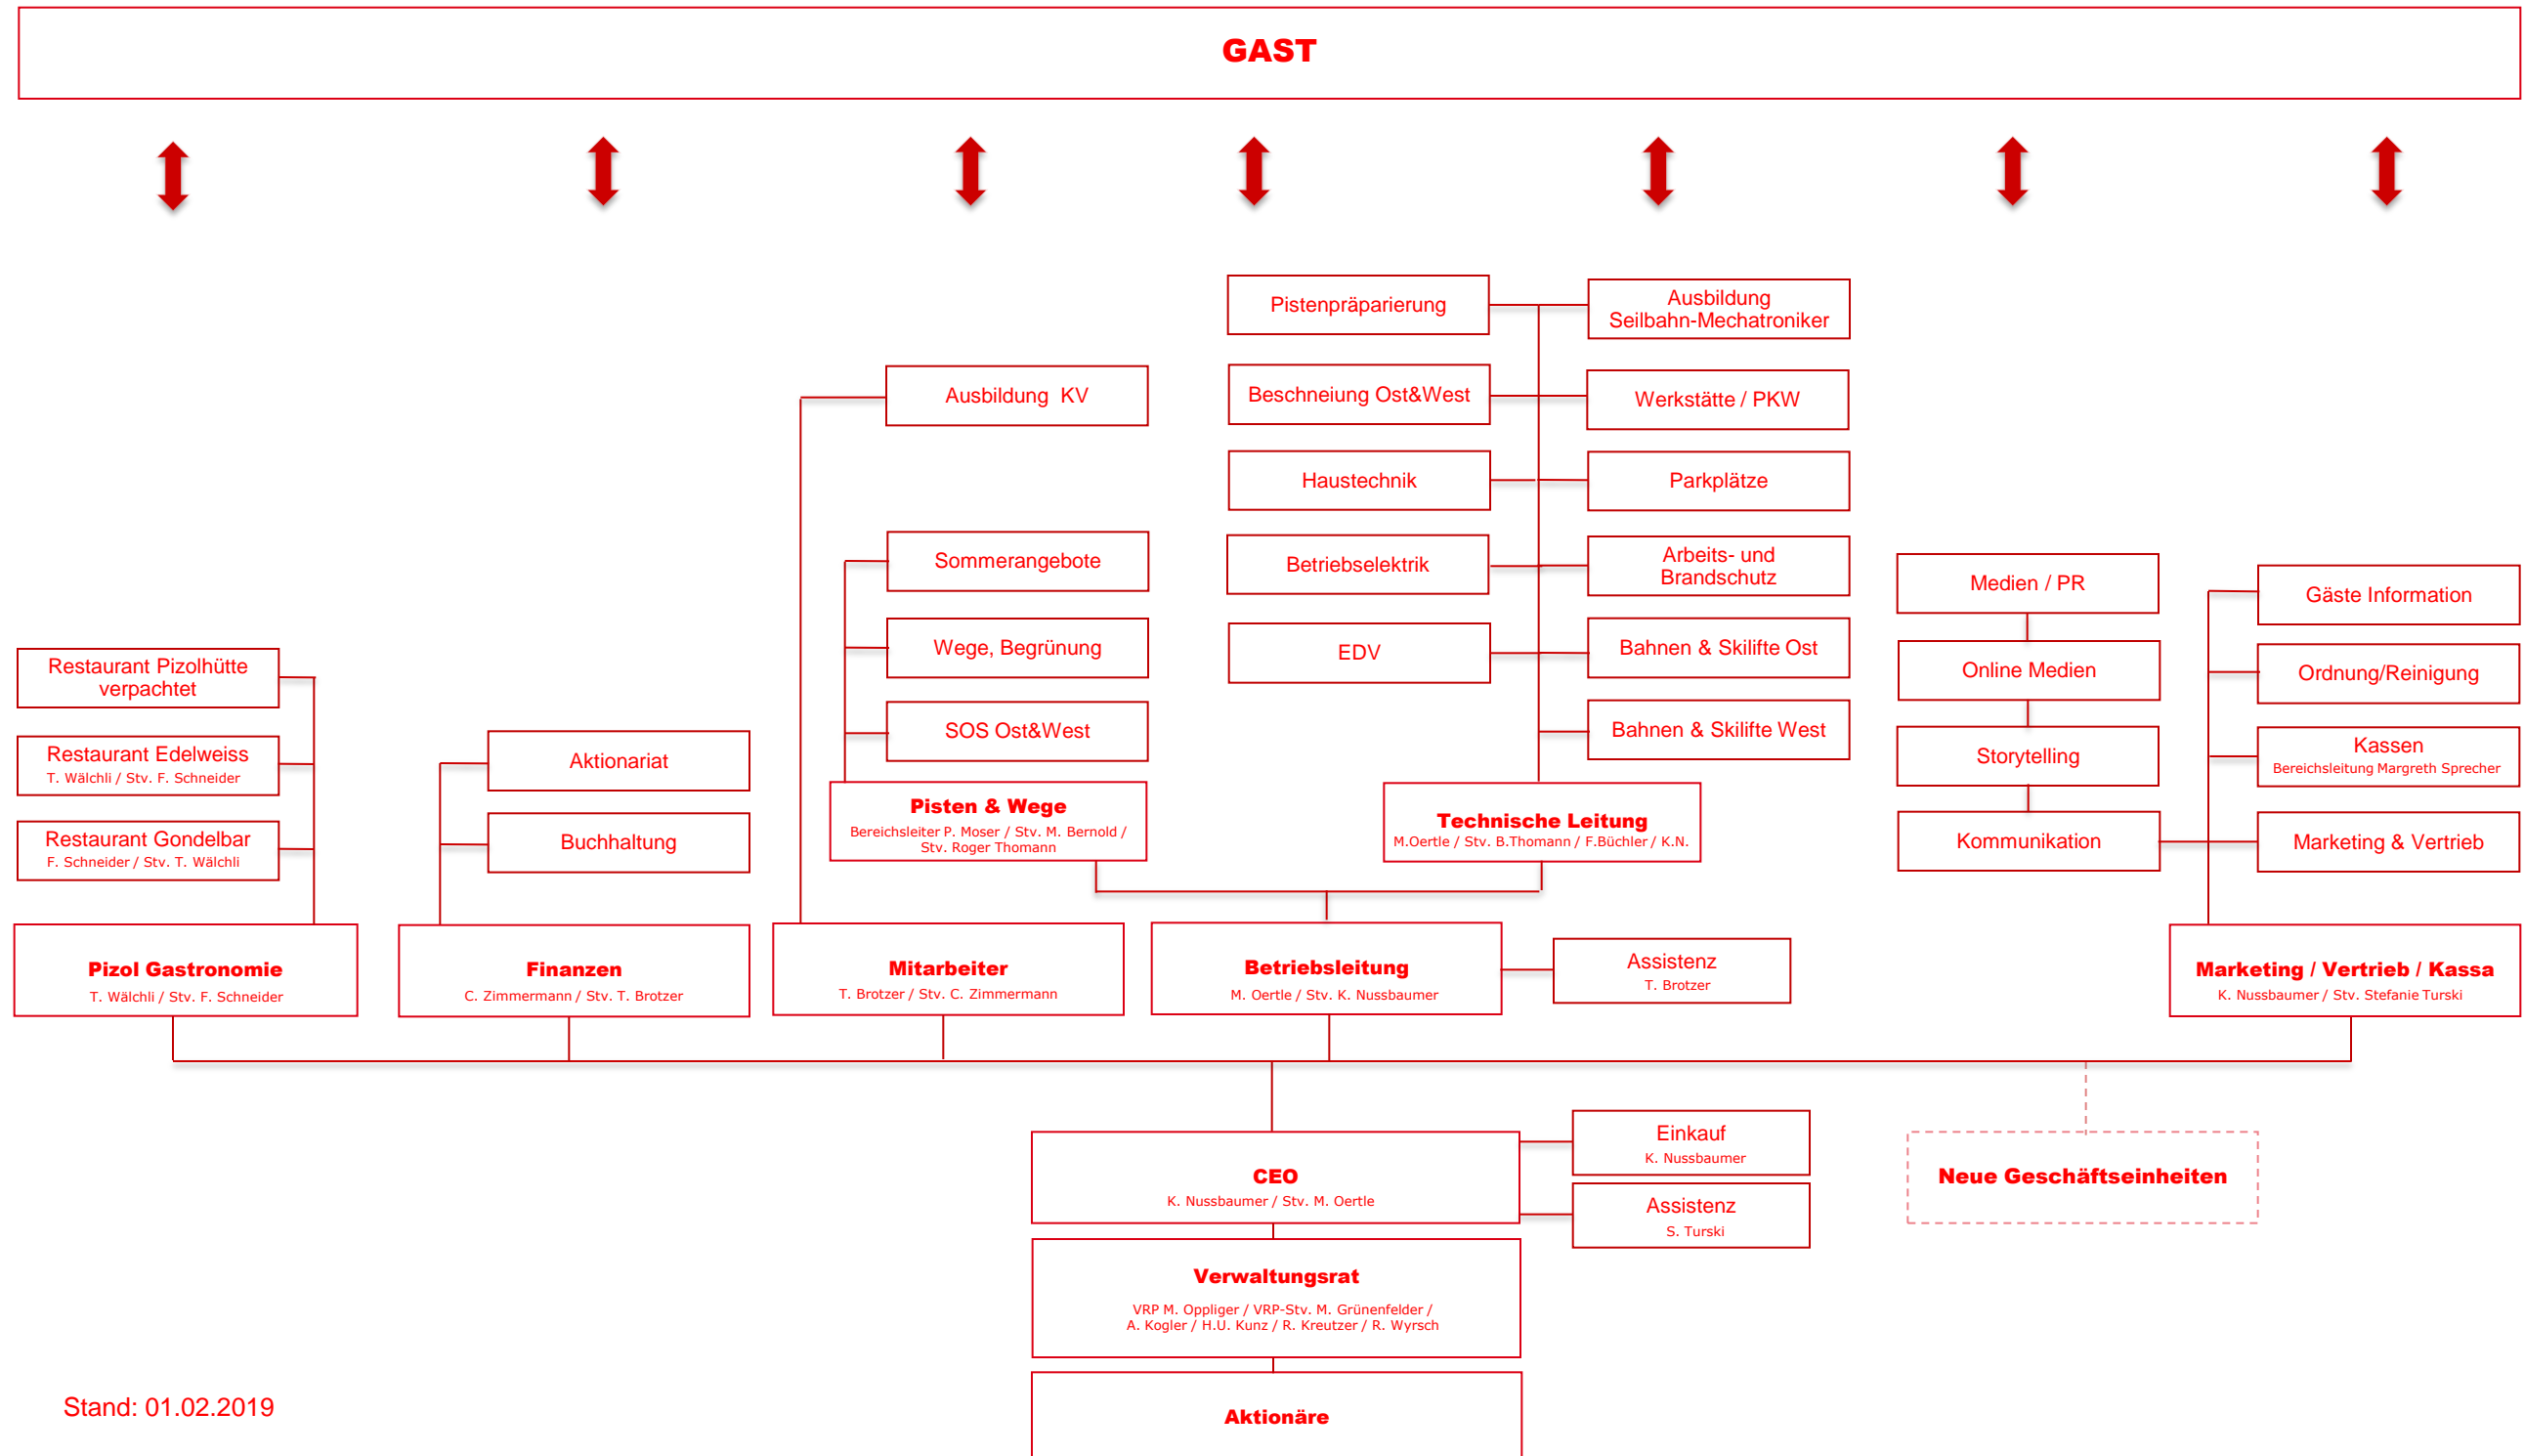 GAST
Pistenpräparierung
Ausbildung
Seilbahn-Mechatroniker
Ausbildung KV
Beschneiung Ost&West
Werkstätte / PKW
Haustechnik
Parkplätze
Sommerangebote
Betriebselektrik
Arbeits- und
Brandschutz
Medien / PR
Gäste Information
Wege, Begrünung
EDV
Bahnen & Skilifte Ost
Online Medien
Ordnung/Reinigung
Restaurant Pizolhütte
verpachtet
SOS Ost&West
Bahnen & Skilifte West
Storytelling
Kassen
Bereichsleitung Margreth Sprecher
Restaurant Edelweiss
T. Wälchli / Stv. F. Schneider
Aktionariat
Restaurant Gondelbar
F. Schneider / Stv. T. Wälchli
Buchhaltung
Pisten & Wege
Bereichsleiter P. Moser / Stv. M. Bernold /
Stv. Roger Thomann
Technische Leitung
M.Oertle / Stv. B.Thomann / F.Büchler / K.N.
Kommunikation
Marketing & Vertrieb
Pizol Gastronomie
T. Wälchli / Stv. F. Schneider
Finanzen
C. Zimmermann / Stv. T. Brotzer
Mitarbeiter
T. Brotzer / Stv. C. Zimmermann
Betriebsleitung
M. Oertle / Stv. K. Nussbaumer
Assistenz
T. Brotzer
Marketing / Vertrieb / Kassa
K. Nussbaumer / Stv. Stefanie Turski
CEO
K. Nussbaumer / Stv. M. Oertle
Einkauf
K. Nussbaumer
Assistenz
S. Turski
Neue Geschäftseinheiten
Verwaltungsrat
VRP M. Oppliger / VRP-Stv. M. Grünenfelder /
A. Kogler / H.U. Kunz / R. Kreutzer / R. Wyrsch
Aktionäre
Stand: 01.02.2019